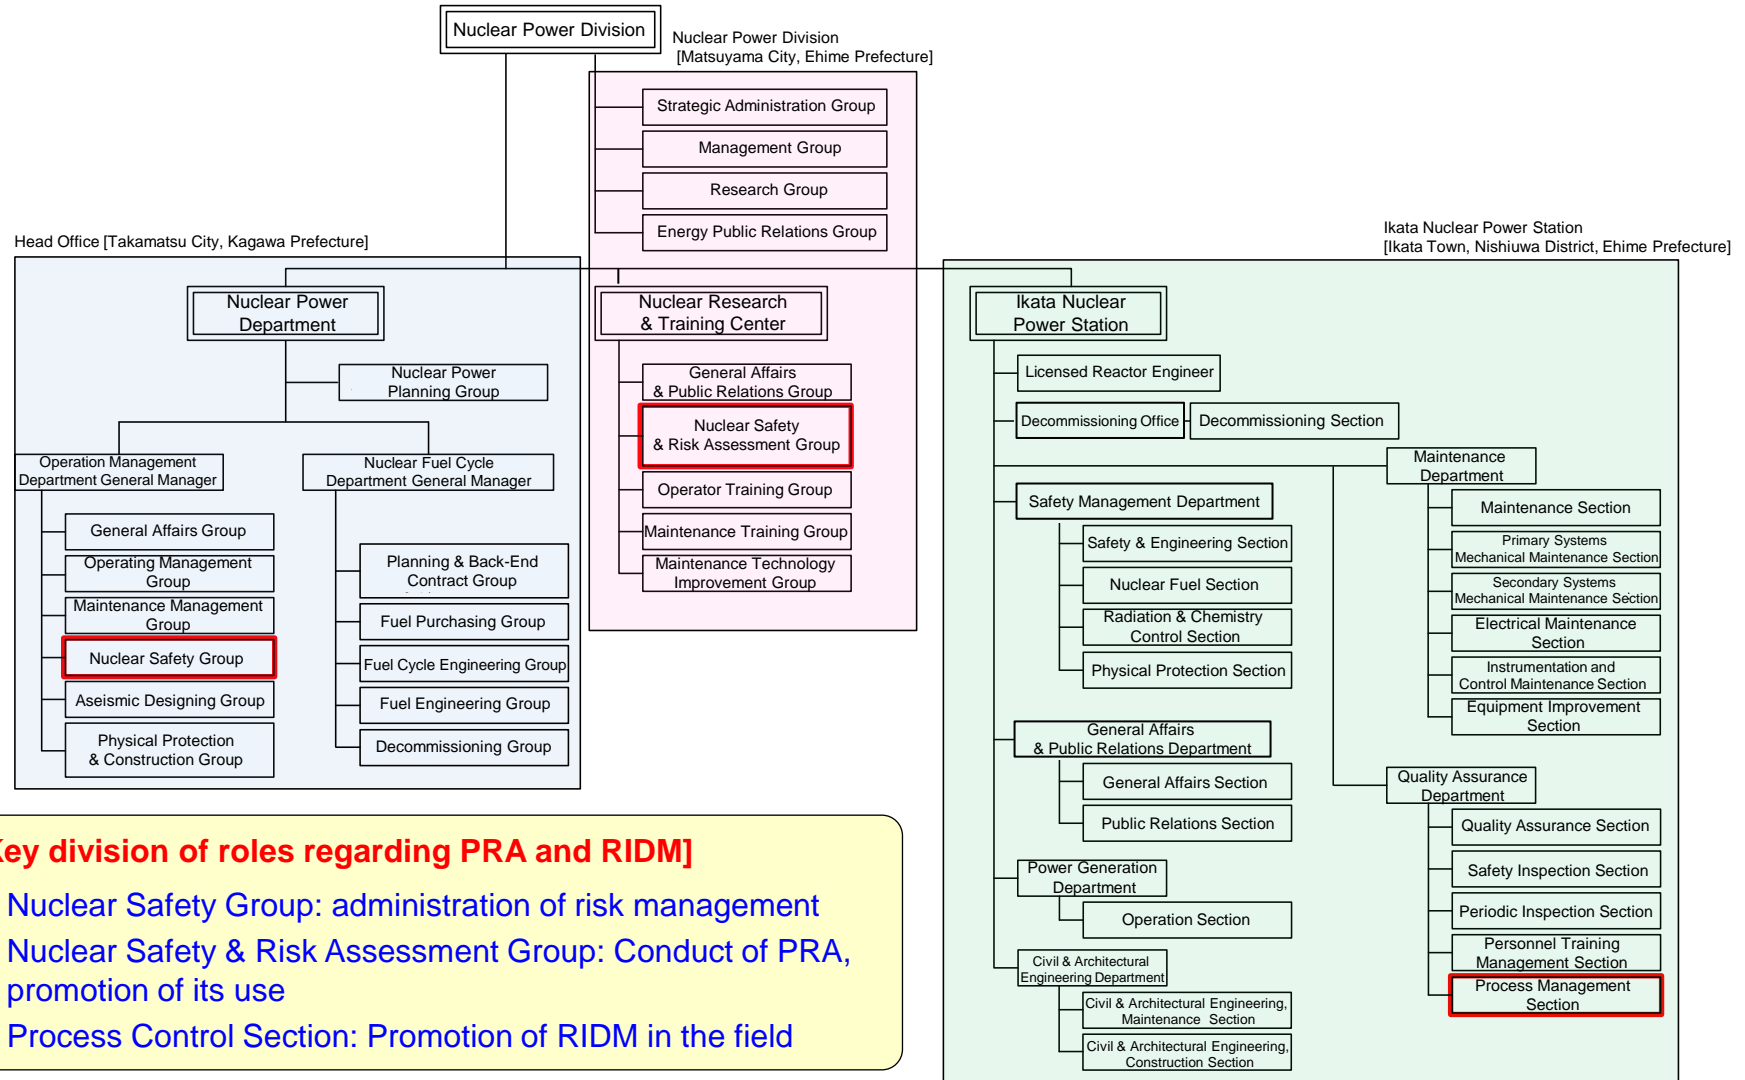 Nuclear Power Division
Nuclear Power Division
[Matsuyama City, Ehime Prefecture]
Strategic Administration Group
Management Group
Research Group
Energy Public Relations Group
Head Office [Takamatsu City, Kagawa Prefecture]
Nuclear Power
Department
Nuclear Power
Planning Group
Operation Management
Department General Manager
General Affairs Group
Operating Management
Group
Maintenance Management
Group
Nuclear Safety Group
Aseismic Designing Group
Physical Protection
& Construction Group
Nuclear Fuel Cycle
Department General Manager
Planning & Back-End
Contract Group
Fuel Purchasing Group
Fuel Cycle Engineering Group
Fuel Engineering Group
Decommissioning Group
Nuclear Research
& Training Center
General Affairs
& Public Relations Group
Nuclear Safety
& Risk Assessment Group
Operator Training Group
Maintenance Training Group
Maintenance Technology
Improvement Group
Ikata Nuclear Power Station
[Ikata Town, Nishiuwa District, Ehime Prefecture]
Ikata Nuclear
Power Station
Licensed Reactor Engineer
Decommissioning Office
Decommissioning Section
Safety Management Department
Safety & Engineering Section
Nuclear Fuel Section
Radiation & Chemistry
Control Section
Physical Protection Section
General Affairs
& Public Relations Department
General Affairs Section
Public Relations Section
Power Generation
Department
Operation Section
Civil & Architectural
Engineering Department
Civil & Architectural Engineering,
Maintenance Section
Civil & Architectural Engineering,
Construction Section
Maintenance
Department
Maintenance Section
Primary Systems
Mechanical Maintenance Section
Secondary Systems
Mechanical Maintenance Section
Electrical Maintenance
Section
Instrumentation and
Control Maintenance Section
Equipment Improvement
Section
Quality Assurance
Department
Quality Assurance Section
Safety Inspection Section
Periodic Inspection Section
Personnel Training
Management Section
Process Management
Section
ey division of roles regarding PRA and RIDM]
Nuclear Safety Group: administration of risk management
Nuclear Safety & Risk Assessment Group: Conduct of PRA,
promotion of its use
Process Control Section: Promotion of RIDM in the field